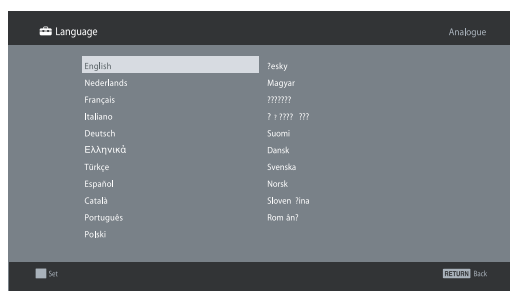 Language
Analogue
English
Nederlands
Français
Italiano
Deutsch
Ελληνικά
Türkçe
Español
Català
Português
Polski
?esky
Magyar
???????
? † ???? ???
Suomi
Dansk
Svenska
Norsk
Sloven ?ina
Rom ân?
Set
RETURN Back